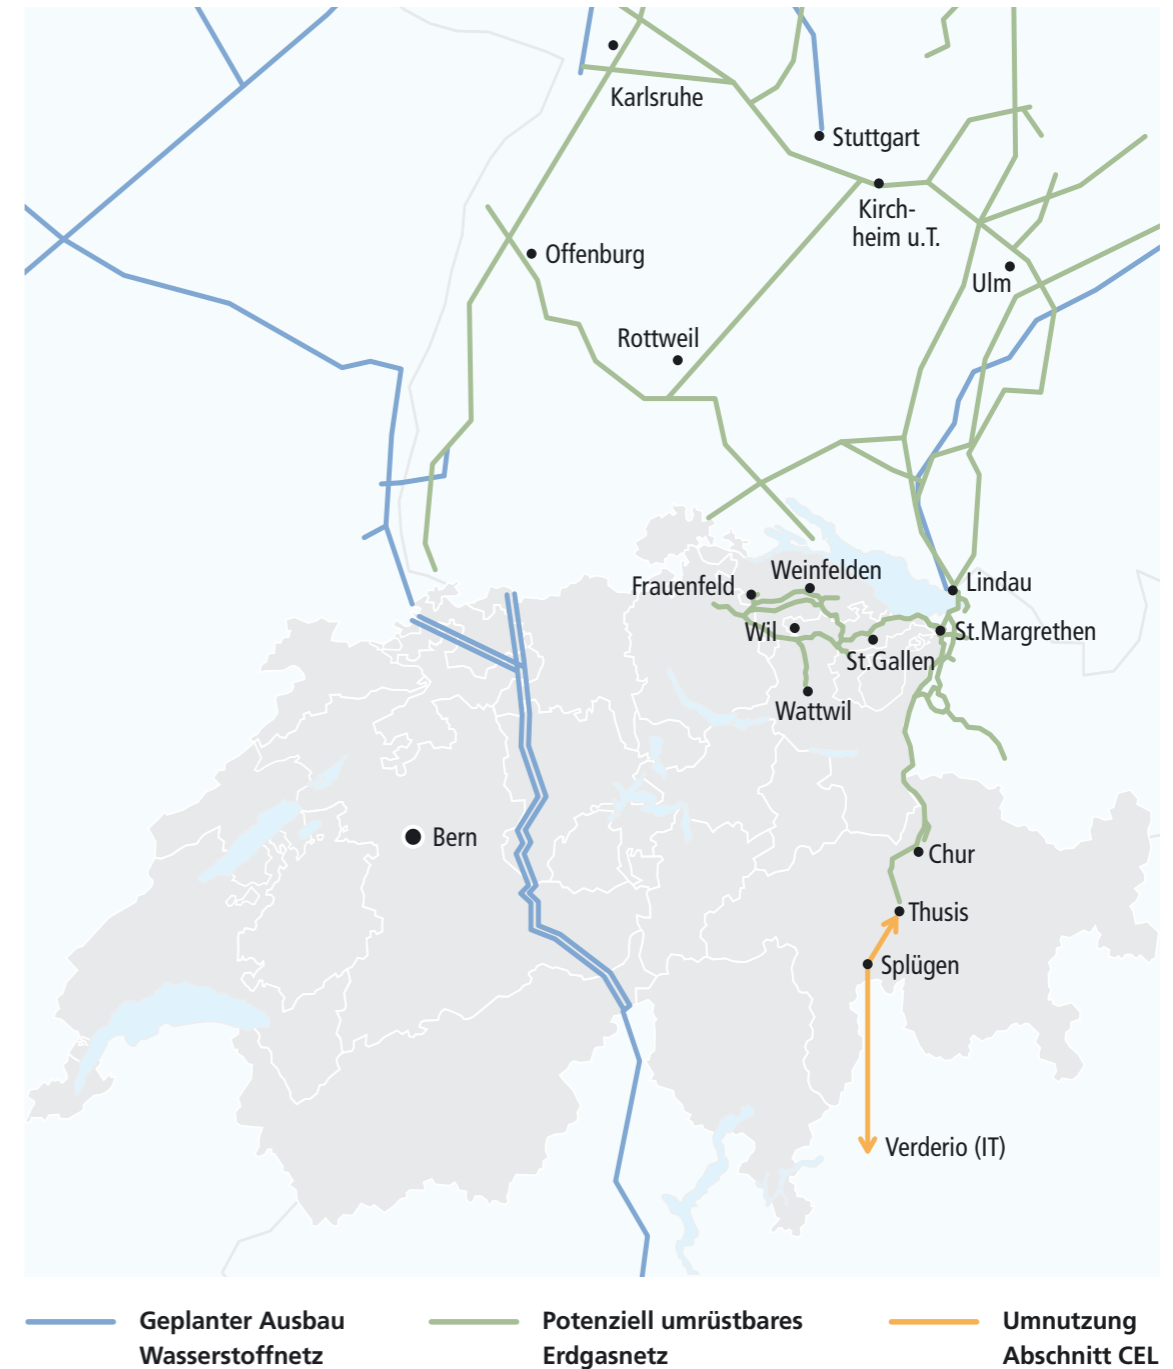 Karlsruhe
Stuttgart
Kirch-
heim u.T.
Offenburg
Ulm
Rottweil
Weinfelden
Frauenfeld
Lindau
Wil
St.Margrethen
St.Gallen
Wattwil
Bern
Chur
Thusis
Splügen
Verderio (IT)
Geplanter Ausbau
Wasserstoffnetz
Potenziell umrüstbares
Erdgasnetz
Umnutzung
Abschnitt CEL